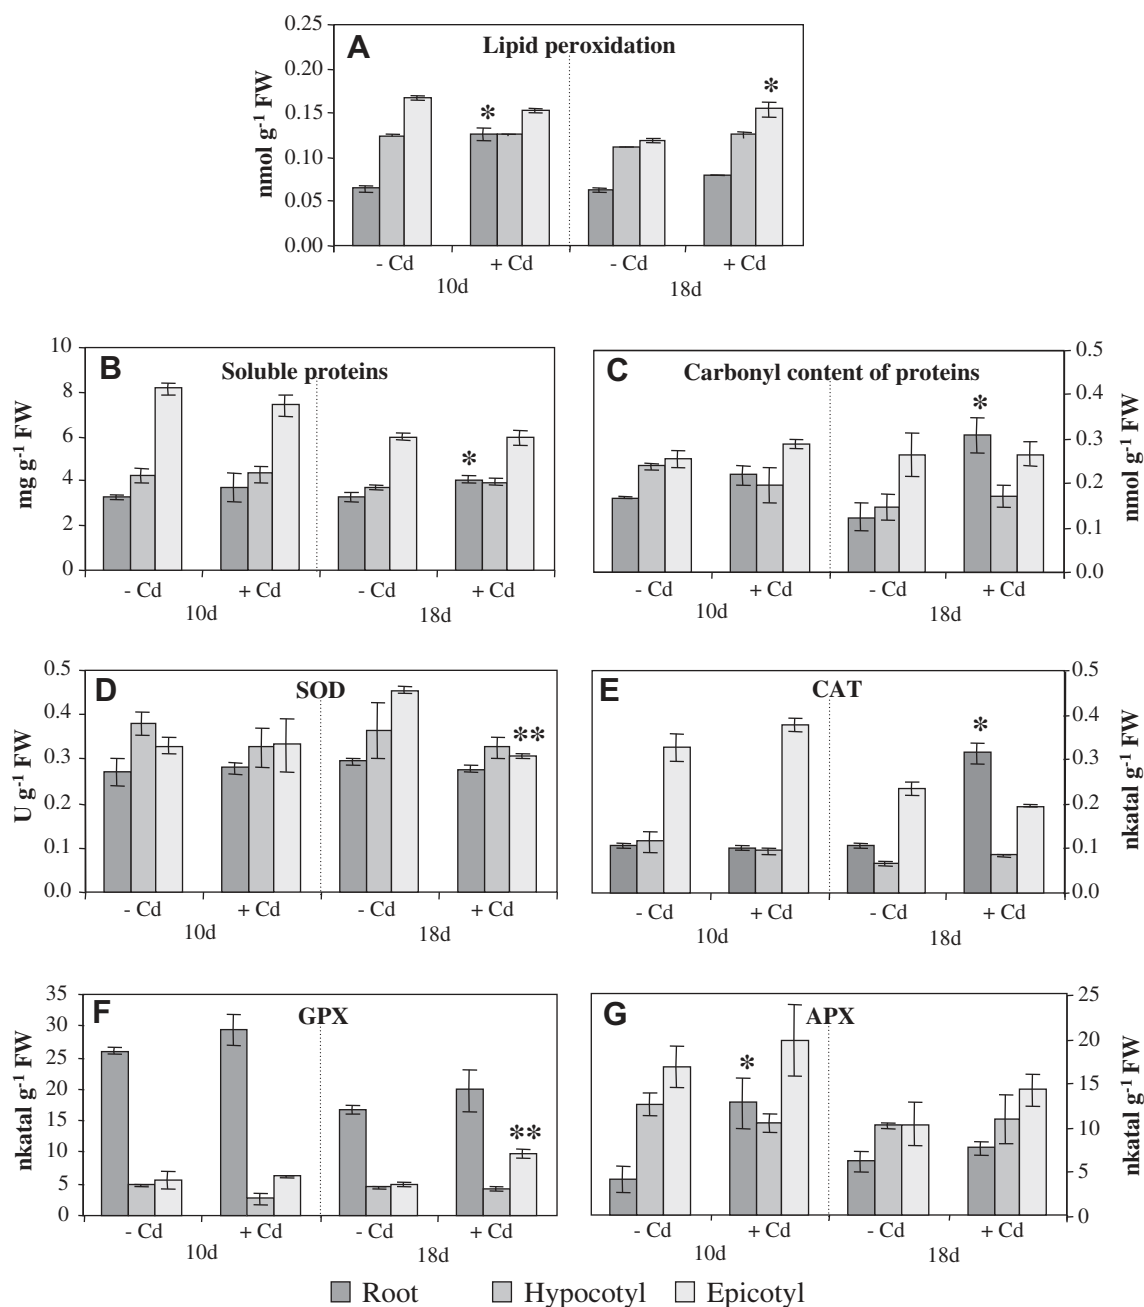 A
Lipid peroxidation
nmol g-1 FW
0.25
0.20
0.15
0.10
0.05
0.00
*
*
- Cd
+ Cd
- Cd
+ Cd
10d
18d
B
Soluble proteins
mg g-1 FW
10
8
6
4
2
0
*
- Cd
+ Cd
- Cd
+ Cd
10d
18d
C
Carbonyl content of proteins
nmol g-1 FW
0.5
0.4
0.3
0.2
0.1
0.0
*
- Cd
+ Cd
- Cd
+ Cd
10d
18d
D
SOD
U g-1 FW
0.5
0.4
0.3
0.2
0.1
0.0
**
- Cd
+ Cd
- Cd
+ Cd
10d
18d
E
CAT
nkatal g-1 FW
0.5
0.4
0.3
0.2
0.1
0.0
*
- Cd
+ Cd
- Cd
+ Cd
10d
18d
F
GPX
nkatal g-1 FW
35
30
25
20
15
10
5
0
**
- Cd
+ Cd
- Cd
+ Cd
10d
18d
G
APX
nkatal g-1 FW
25
20
15
10
5
0
*
- Cd
+ Cd
- Cd
+ Cd
10d
18d
Root Hypocotyl Epicotyl